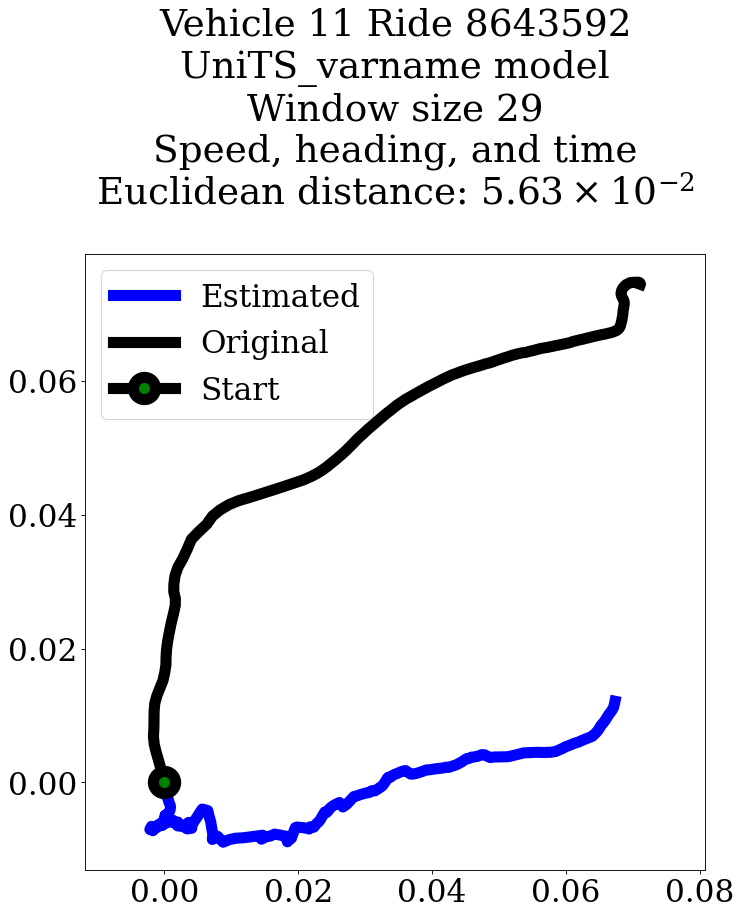 Vehicle 11 Ride 8643592
UniTS_varname model
Window size 29
Speed, heading, and time
Euclidean distance: 5.63 × 10⁻²
Estimated
Original
Start
0.06
0.04
0.02
0.00
0.00 0.02 0.04 0.06 0.08